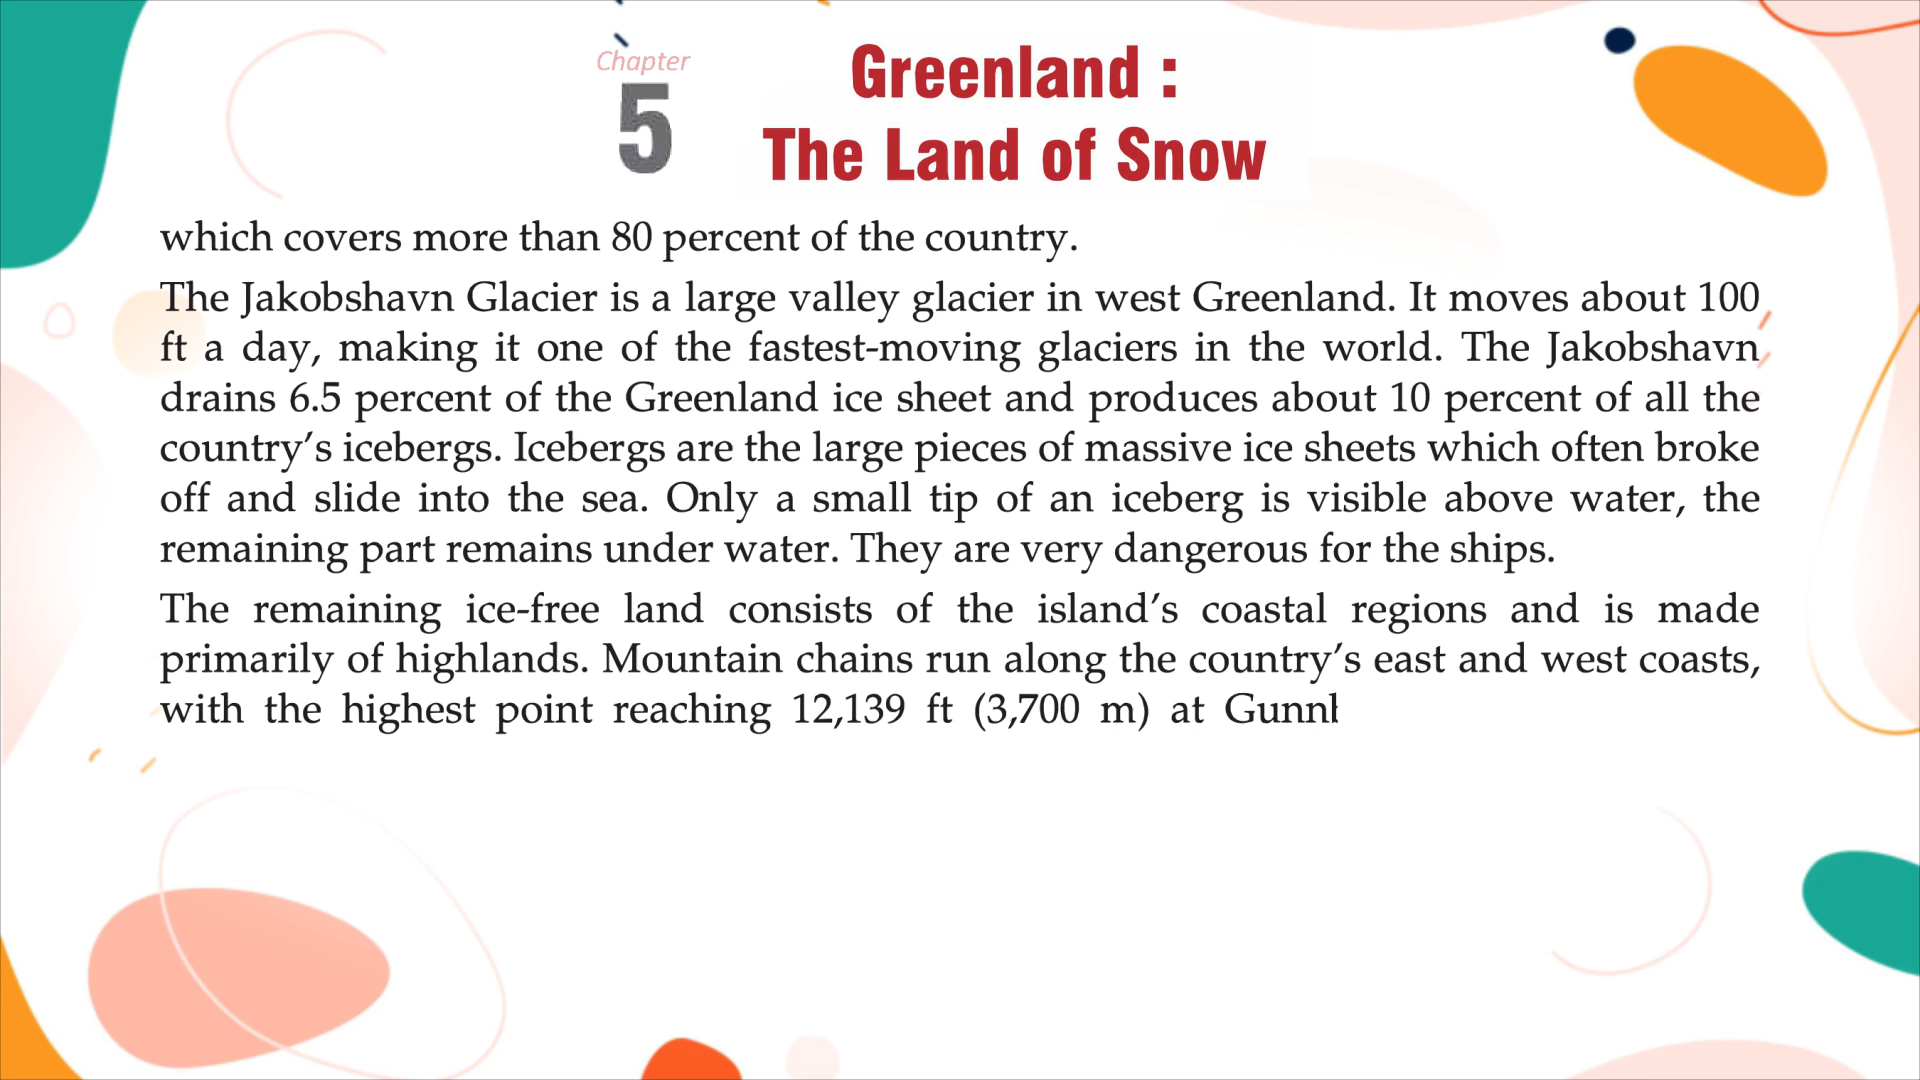 Chapter
5
Greenland :
The Land of Snow
which covers more than 80 percent of the country.
The Jakobshavn Glacier is a large valley glacier in west Greenland. It moves about 100
ft a day, making it one of the fastest-moving glaciers in the world. The Jakobshavn
drains 6.5 percent of the Greenland ice sheet and produces about 10 percent of all the
country’s icebergs. Icebergs are the large pieces of massive ice sheets which often broke
off and slide into the sea. Only a small tip of an iceberg is visible above water, the
remaining part remains under water. They are very dangerous for the ships.
The remaining ice-free land consists of the island’s coastal regions and is made
primarily of highlands. Mountain chains run along the country’s east and west coasts,
with the highest point reaching 12,139 ft (3,700 m) at